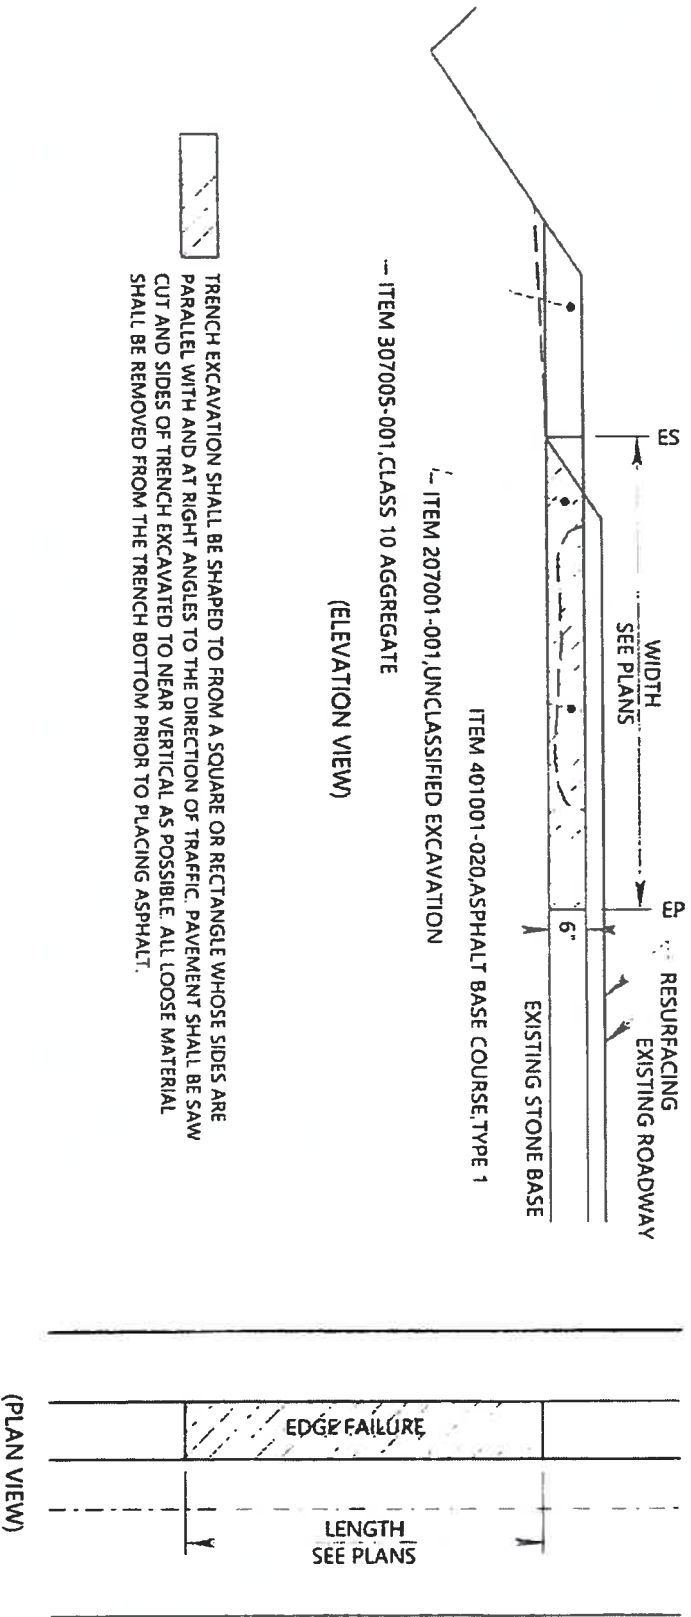 ES
EP
WIDTH
SEE PLANS
RESURFACING
EXISTING ROADWAY
6"
EXISTING STONE BASE
ITEM 401001-020,ASPHALT BASE COURSE,TYPE 1
ITEM 207001-001,UNCLASSIFIED EXCAVATION
ITEM 307005-001,CLASS 10 AGGREGATE
(ELEVATION VIEW)
TRENCH EXCAVATION SHALL BE SHAPED TO FROM A SQUARE OR RECTANGLE WHOSE SIDES ARE
PARALLEL WITH AND AT RIGHT ANGLES TO THE DIRECTION OF TRAFFIC. PAVEMENT SHALL BE SAW
CUT AND SIDES OF TRENCH EXCAVATED TO NEAR VERTICAL AS POSSIBLE. ALL LOOSE MATERIAL
SHALL BE REMOVED FROM THE TRENCH BOTTOM PRIOR TO PLACING ASPHALT.
EDGE FAILURE
LENGTH
SEE PLANS
(PLAN VIEW)